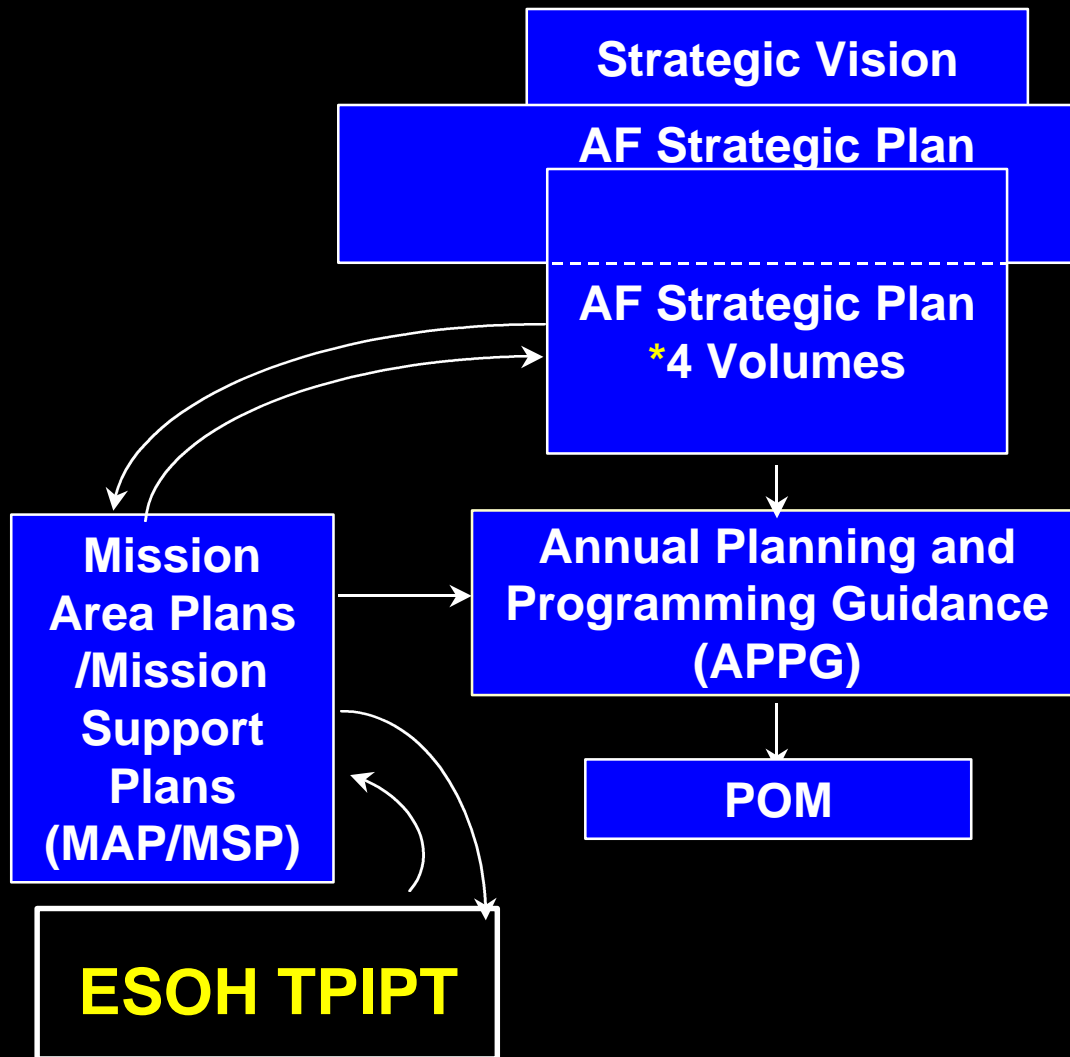 Strategic Vision
AF Strategic Plan
AF Strategic Plan
*4 Volumes
Mission
Area Plans
/Mission
Support
Plans
(MAP/MSP)
Annual Planning and
Programming Guidance
(APPG)
POM
ESOH TPIPT